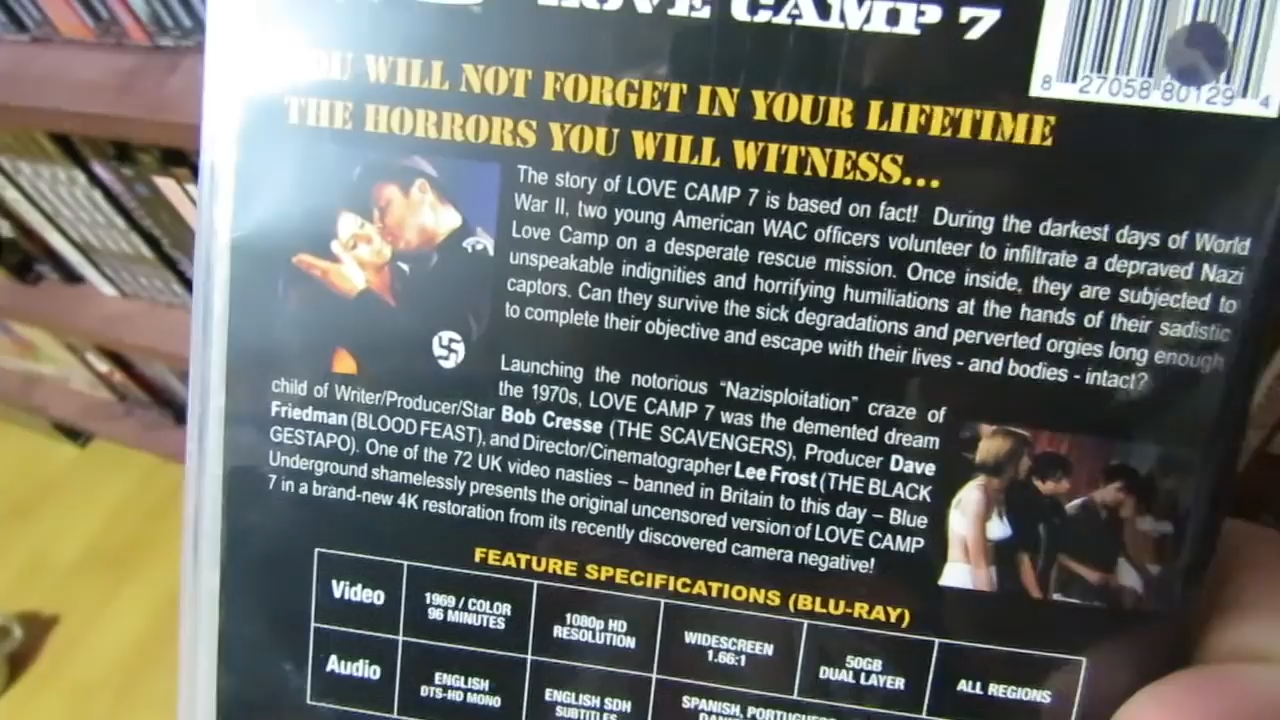 LOVE CAMP 7
8 27058 80129 4
YOU WILL NOT FORGET IN YOUR LIFETIME
THE HORRORS YOU WILL WITNESS...
The story of LOVE CAMP 7 is based on fact! During the darkest days of World
War II, two young American WAC officers volunteer to infiltrate a depraved Nazi
Love Camp on a desperate rescue mission. Once inside, they are subjected to
unspeakable indignities and horrifying humiliations at the hands of their sadistic
captors. Can they survive the sick degradations and perverted orgies long enough
to complete their objective and escape with their lives - and bodies - intact?
Launching the notorious “Nazisploitation” craze of
the 1970s, LOVE CAMP 7 was the demented dream
child of Writer/Producer/Star Bob Cresse (THE SCAVENGERS), Producer Dave
Friedman (BLOOD FEAST), and Director/Cinematographer Lee Frost (THE BLACK
GESTAPO). One of the 72 UK video nasties – banned in Britain to this day – Blue
Underground shamelessly presents the original uncensored version of LOVE CAMP
7 in a brand-new 4K restoration from its recently discovered camera negative!
FEATURE SPECIFICATIONS (BLU-RAY)
Video
1969 / COLOR
96 MINUTES
1080p HD
RESOLUTION
WIDESCREEN
1.66:1
50GB
DUAL LAYER
ALL REGIONS
Audio
ENGLISH
DTS-HD MONO
ENGLISH SDH
SUBTITLES
SPANISH,